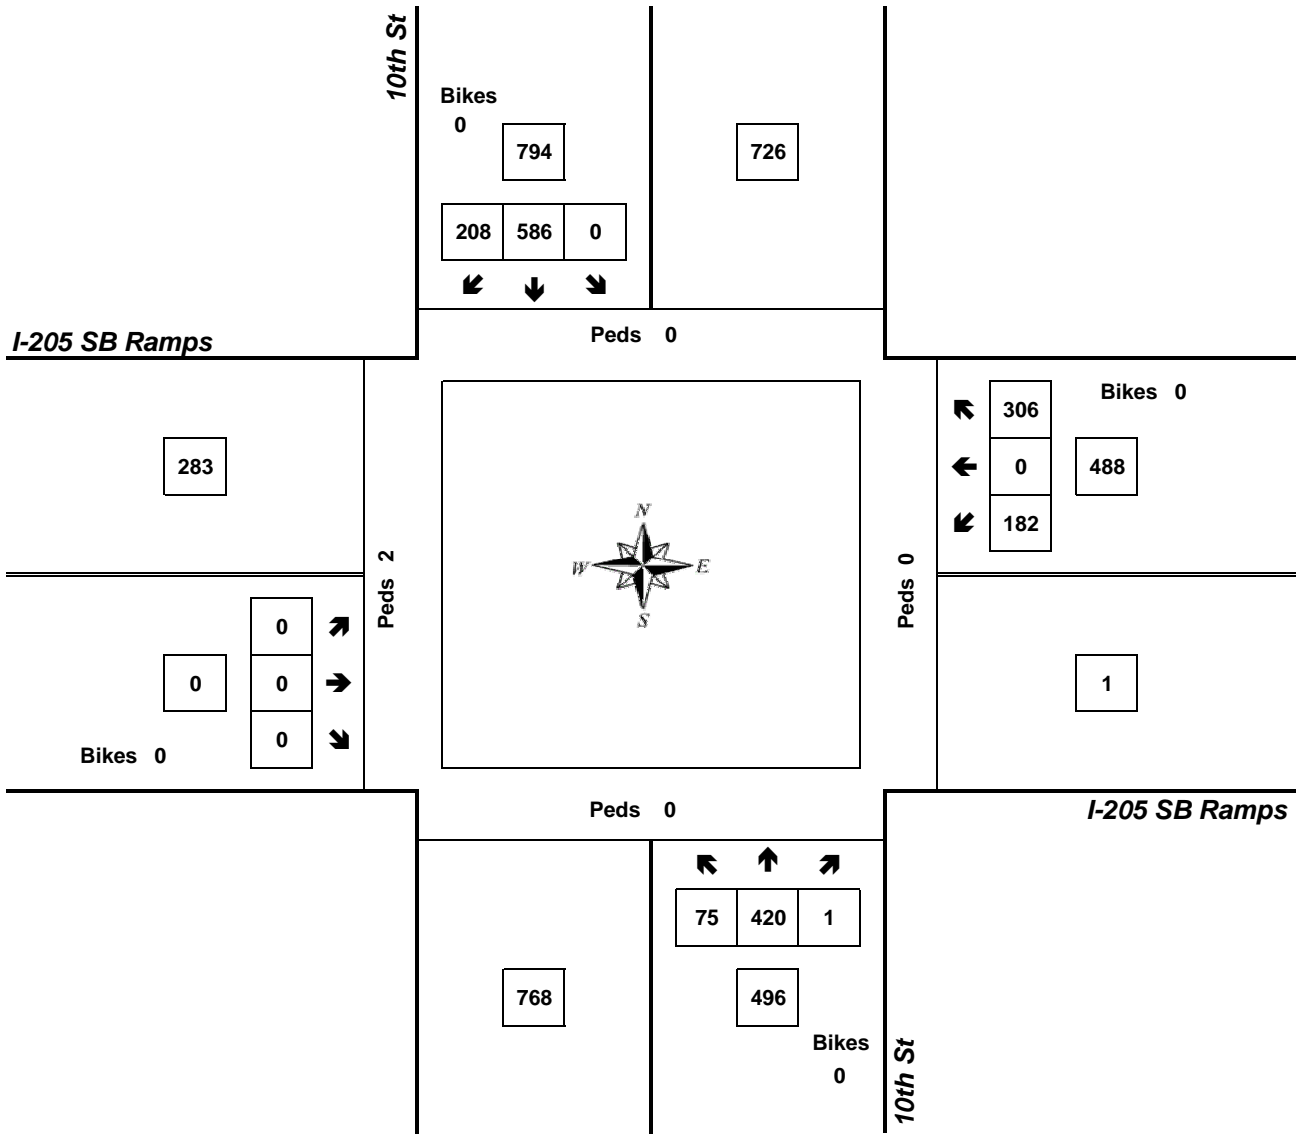 10th St
Bikes
0
794
726
208 586 0
Peds 0
I-205 SB Ramps
306
Bikes 0
283
0
488
182
N
W E
S
Peds 2
Peds 0
0
0
0
0
1
Bikes 0
Peds 0
I-205 SB Ramps
75 420 1
768
496
Bikes
0
10th St